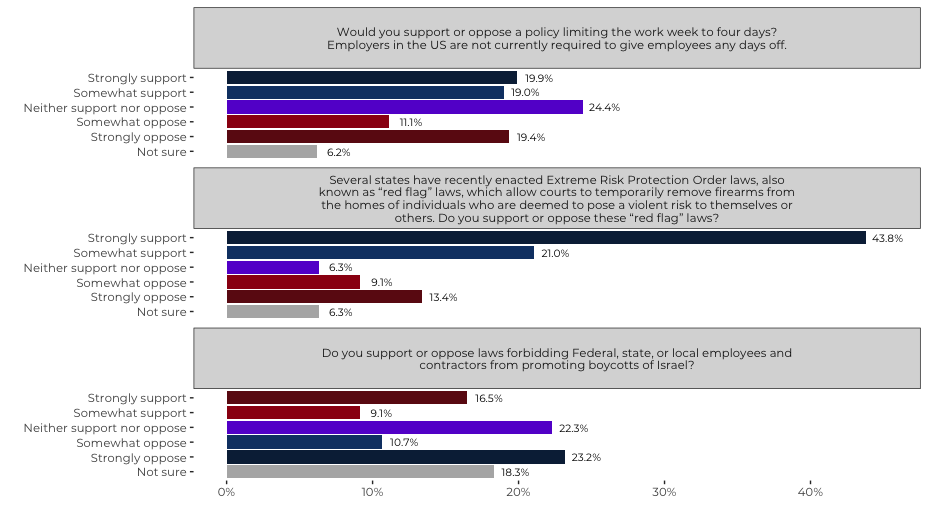 Would you support or oppose a policy limiting the work week to four days?
Employers in the US are not currently required to give employees any days off.
Strongly support
19.9%
Somewhat support
19.0%
Neither support nor oppose
24.4%
Somewhat oppose
11.1%
Strongly oppose
19.4%
Not sure
6.2%
Several states have recently enacted Extreme Risk Protection Order laws, also
known as “red flag” laws, which allow courts to temporarily remove firearms from
the homes of individuals who are deemed to pose a violent risk to themselves or
others. Do you support or oppose these “red flag” laws?
Strongly support
43.8%
Somewhat support
21.0%
Neither support nor oppose
6.3%
Somewhat oppose
9.1%
Strongly oppose
13.4%
Not sure
6.3%
Do you support or oppose laws forbidding Federal, state, or local employees and
contractors from promoting boycotts of Israel?
Strongly support
16.5%
Somewhat support
9.1%
Neither support nor oppose
22.3%
Somewhat oppose
10.7%
Strongly oppose
23.2%
Not sure
18.3%
0% 10% 20% 30% 40%